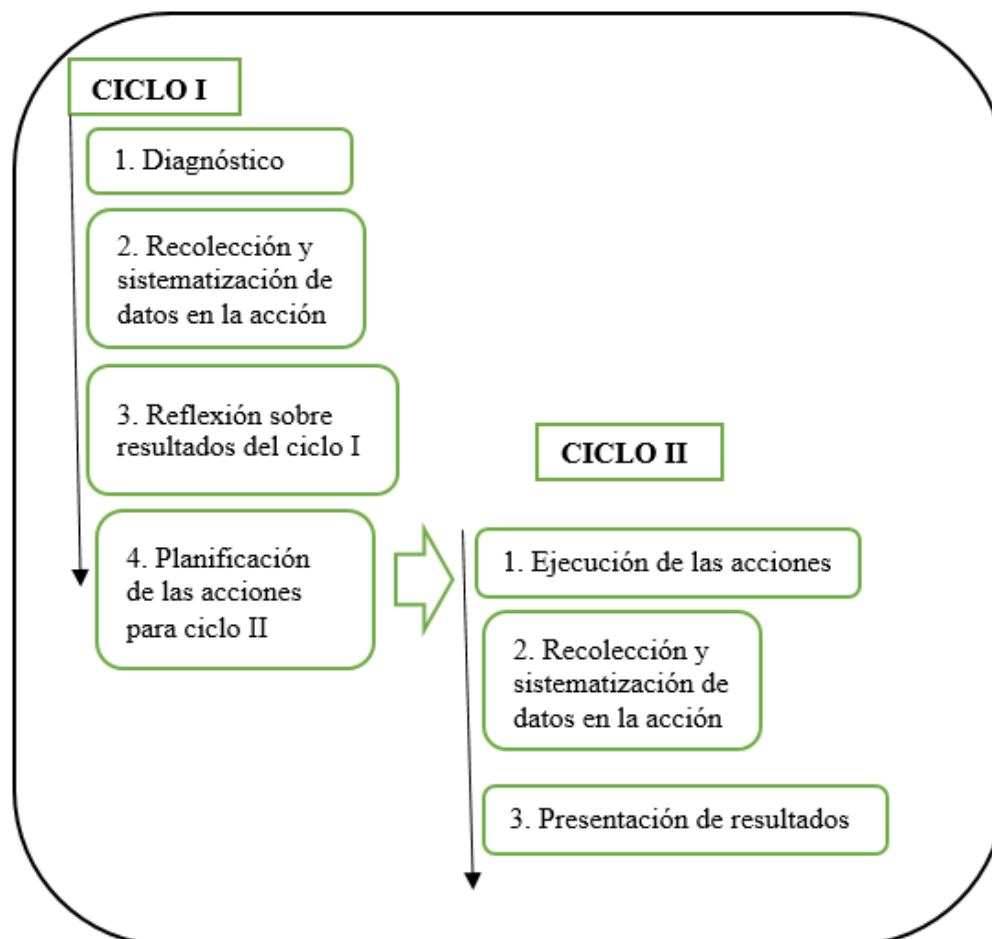 CICLO I
1. Diagnóstico
2. Recolección y
sistematización de
datos en la acción
3. Reflexión sobre
resultados del ciclo I
4. Planificación
de las acciones
para ciclo II
CICLO II
1. Ejecución de las acciones
2. Recolección y
sistematización de
datos en la acción
3. Presentación de resultados